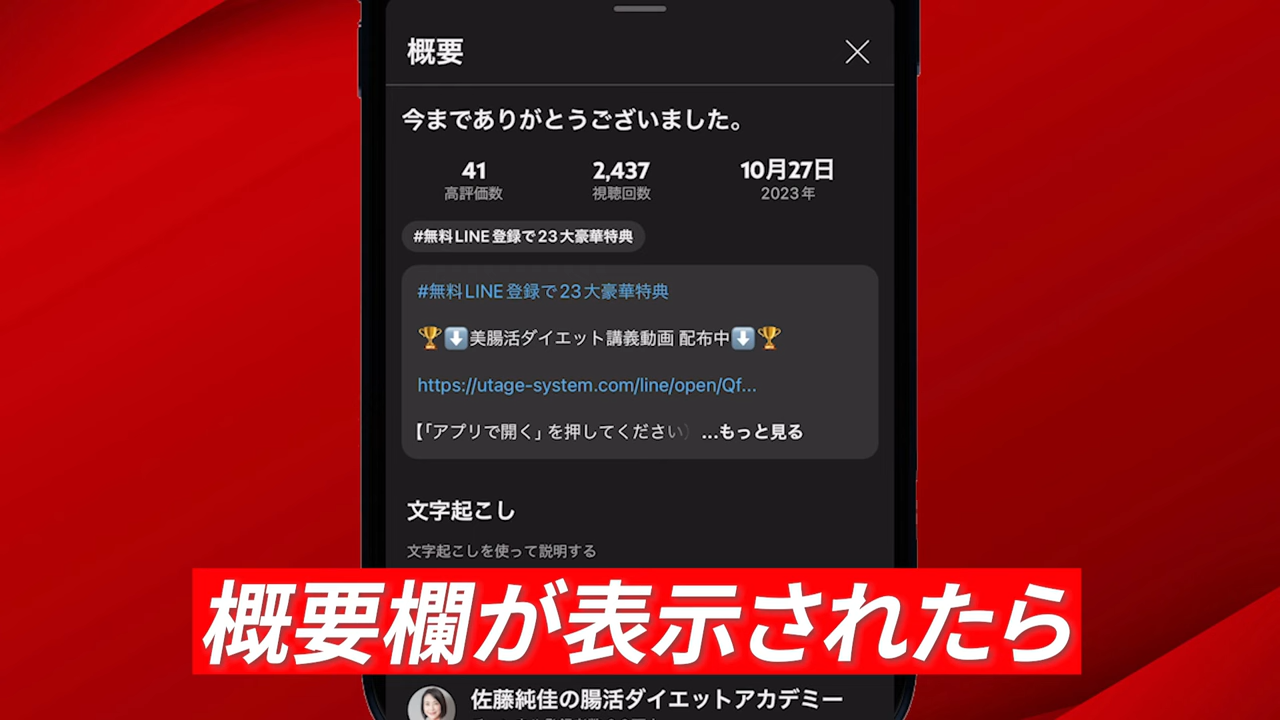 概要
今までありがとうございました。
41 2,437 10月27日
高評価数 視聴回数 2023年
#無料LINE登録で23大豪華特典
#無料LINE登録で23大豪華特典
🏆⬇️美腸活ダイエット講義動画 配布中⬇️🏆
https://utage-system.com/line/open/Qf...
【「アプリで開く」を押してください） ...もっと見る
文字起こし
文字起こしを使って説明する
概要欄が表示されたら
佐藤純佳の腸活ダイエットアカデミー